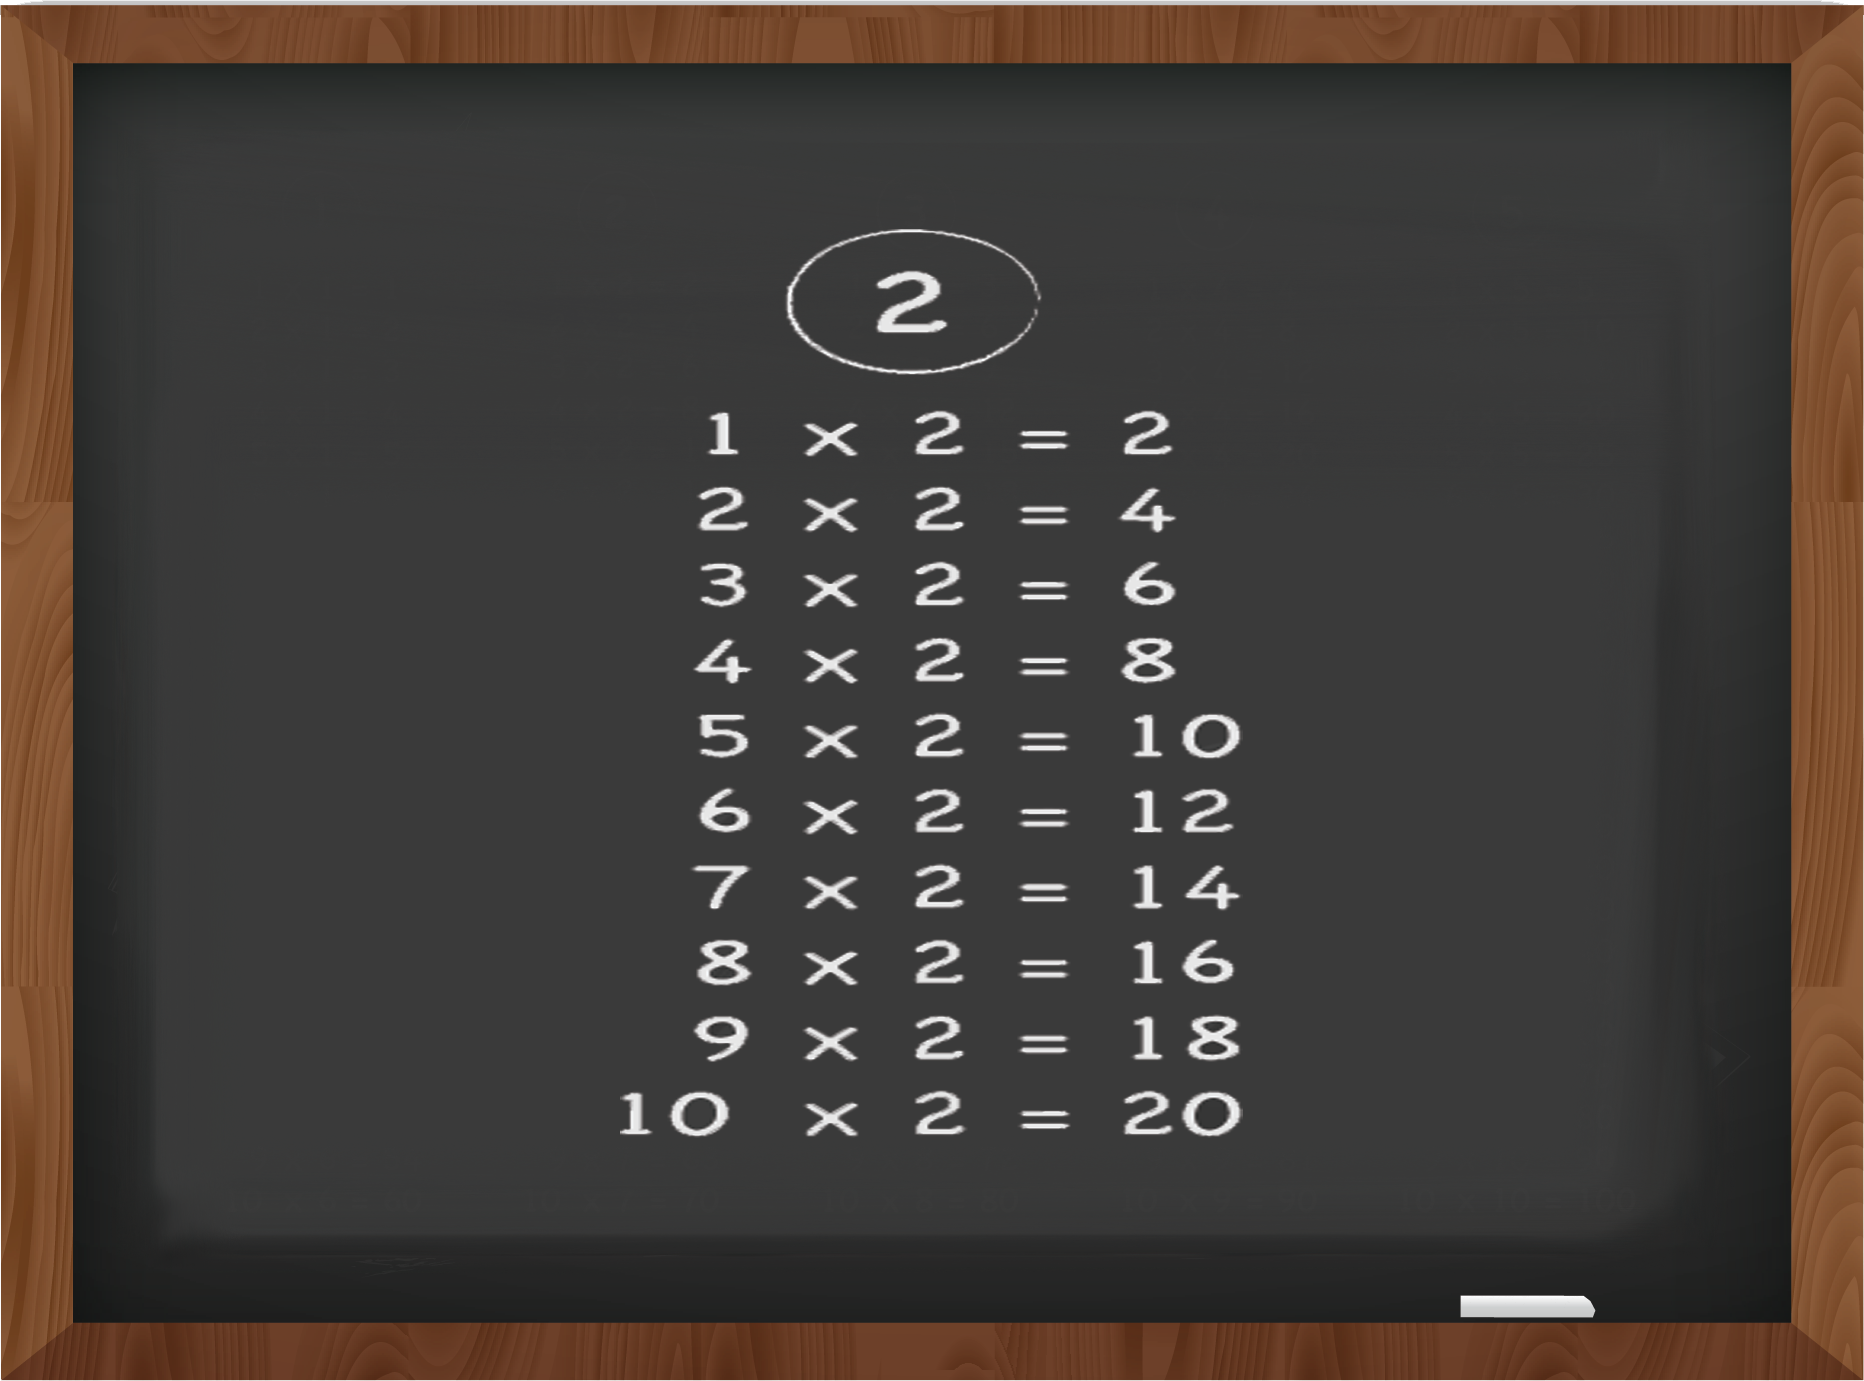 2
1 × 2 = 2
2 × 2 = 4
3 × 2 = 6
4 × 2 = 8
5 × 2 = 10
6 × 2 = 12
7 × 2 = 14
8 × 2 = 16
9 × 2 = 18
10 × 2 = 20